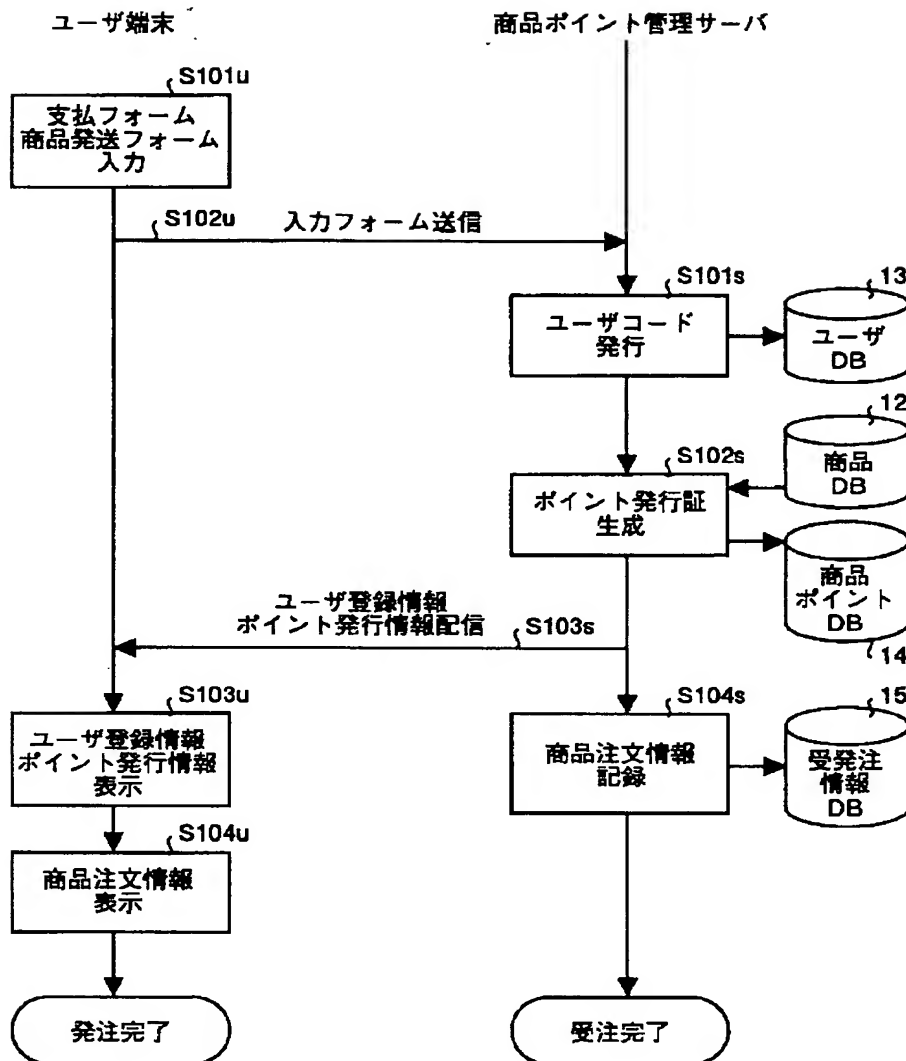 ユーザ端末
商品ポイント管理サーバ
S101u
支払フォーム
商品発送フォーム
入力
S102u
入力フォーム送信
S101s
ユーザコード
発行
13
ユーザ
DB
12
商品
DB
S102s
ポイント発行証
生成
商品
ポイント
DB
14
ユーザ登録情報
ポイント発行情報配信
S103s
S103u
ユーザ登録情報
ポイント発行情報
表示
S104s
商品注文情報
記録
15
受発注
情報
DB
S104u
商品注文情報
表示
発注完了
受注完了